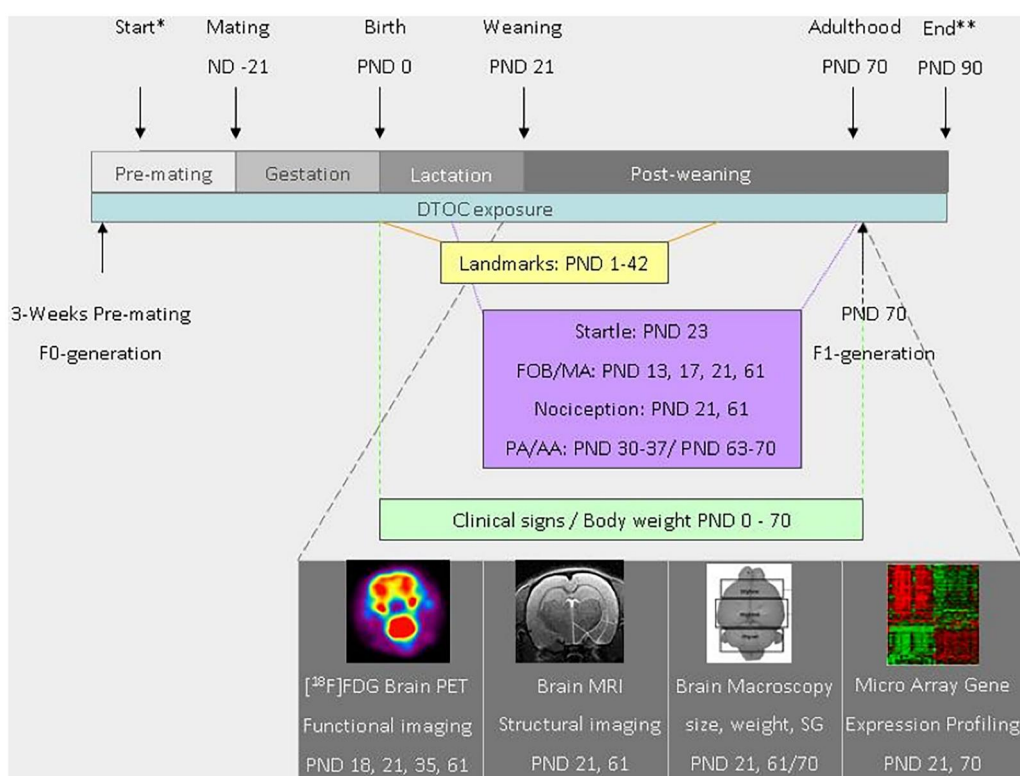 Start*
Mating
Birth
Weaning
Adulthood
End**
ND -21
PND 0
PND 21
PND 70
PND 90
Pre-mating
Gestation
Lactation
Post-weaning
DTOC exposure
Landmarks: PND 1-42
3-Weeks Pre-mating
F0-generation
PND 70
F1-generation
Startle: PND 23
FOB/MA: PND 13, 17, 21, 61
Nociception: PND 21, 61
PA/AA: PND 30-37/ PND 63-70
Clinical signs / Body weight PND 0 - 70
[¹⁸F]FDG Brain PET
Functional imaging
PND 18, 21, 35, 61
Brain MRI
Structural imaging
PND 21, 61
Brain Macroscopy
size, weight, SG
PND 21, 61/70
Micro Array Gene
Expression Profiling
PND 21, 70